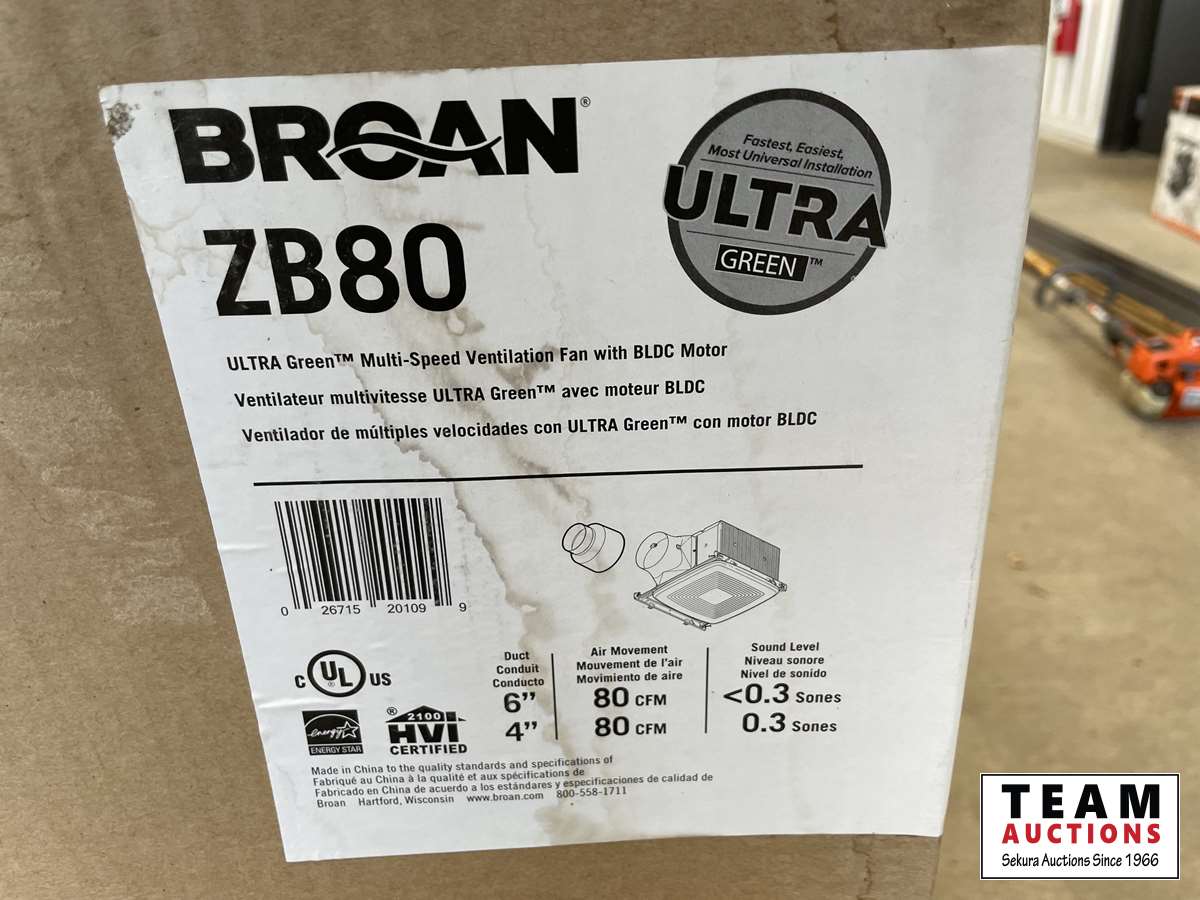 BROAN®
Fastest, Easiest,
Most Universal Installation
ULTRA
GREEN™
ZB80
ULTRA Green™ Multi-Speed Ventilation Fan with BLDC Motor
Ventilateur multivitesse ULTRA Green™ avec moteur BLDC
Ventilador de múltiples velocidades con ULTRA Green™ con motor BLDC
0 26715 20109 9
C UL® US
energy
ENERGY STAR
® 2100
HVI
CERTIFIED
Duct
Conduit
Conducto
6”
4”
Air Movement
Mouvement de l'air
Movimiento de aire
80 CFM
80 CFM
Sound Level
Niveau sonore
Nivel de sonido
<0.3 Sones
0.3 Sones
Made in China to the quality standards and specifications of
Fabriqué au China à la qualité et aux spécifications de
Fabricado en China de acuerdo a los estándares y especificaciones de calidad de
Broan Hartford, Wisconsin www.broan.com 800-558-1711
TEAM
AUCTIONS
Sekura Auctions Since 1966